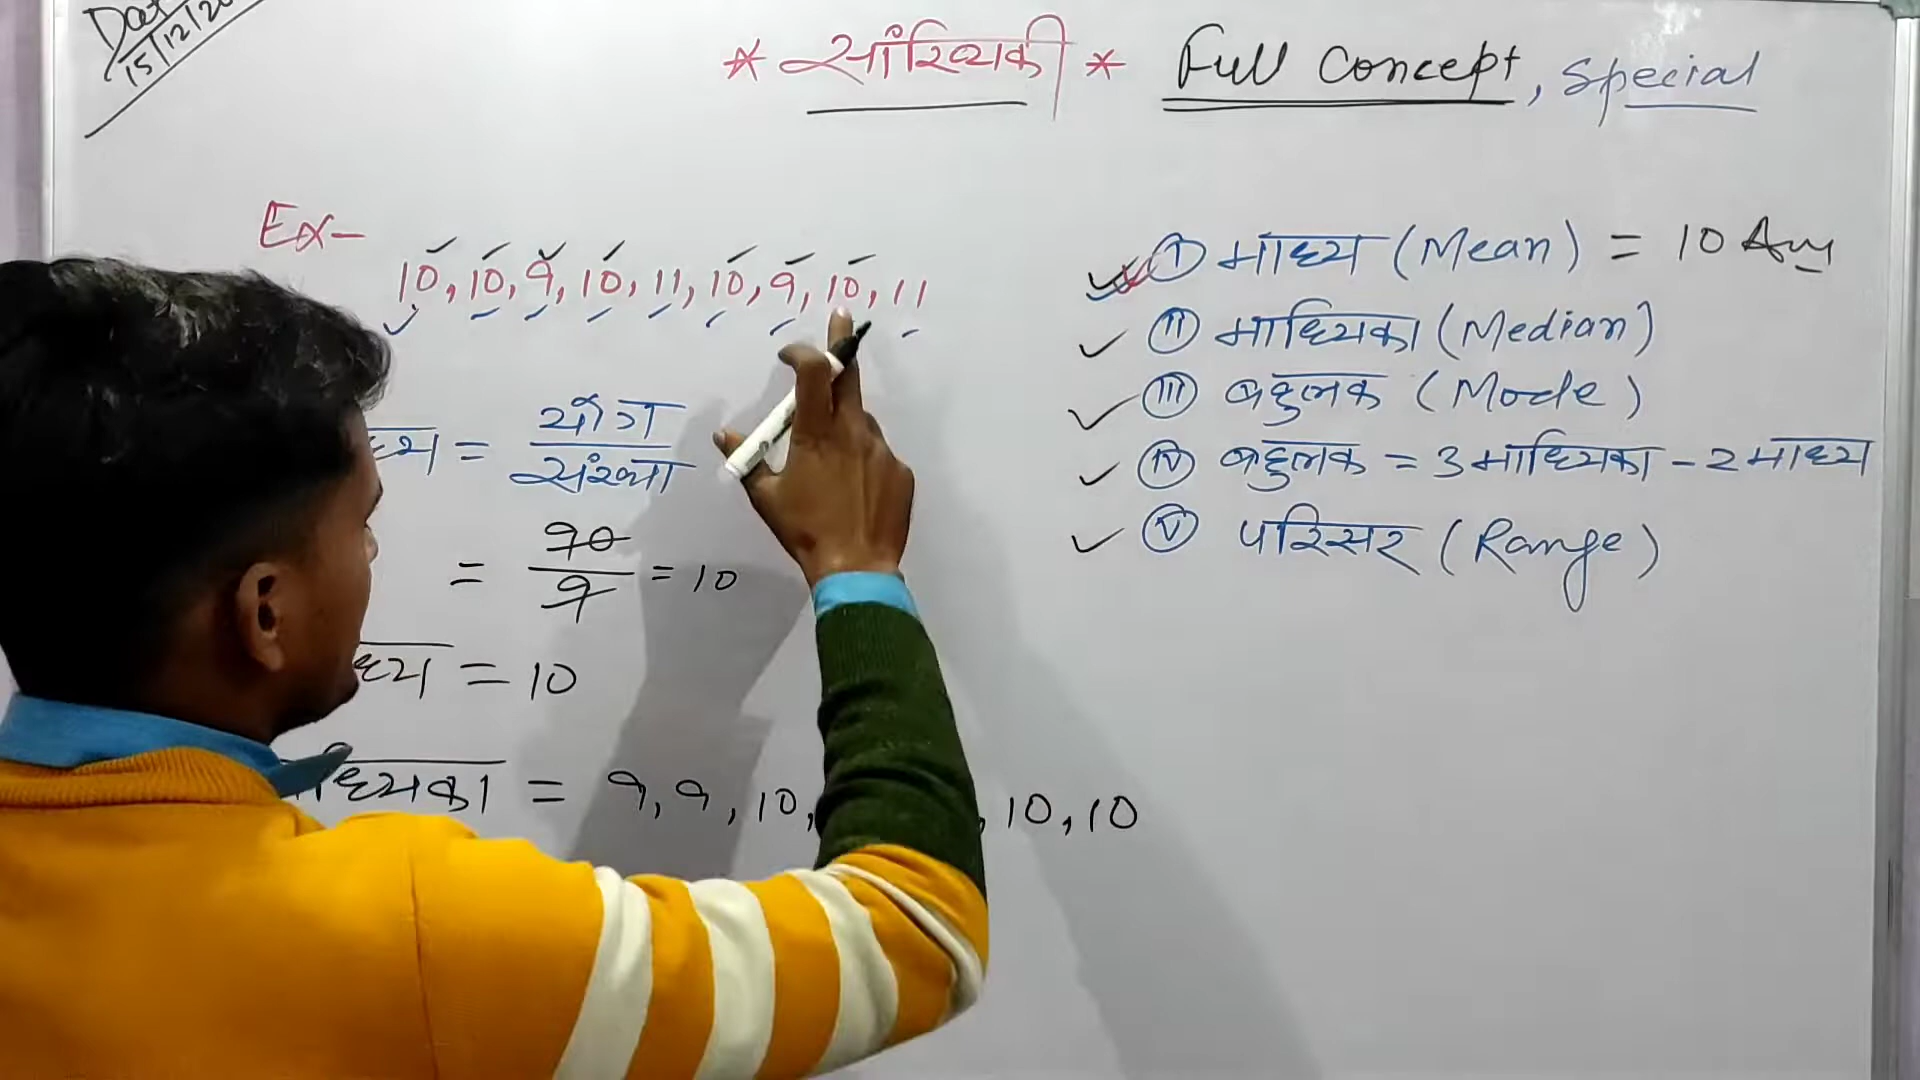 15/12/20
* सांख्यिकी * Full Concept, Special
Ex-
10, 10, 9, 10, 11, 10, 9, 10, 11
ध्य = योग / संख्या
= 90 / 9 = 10
ध्य = 10
ध्यिका = 9, 9, 10, , 10, 10
(I) माध्य (Mean) = 10 Ans
(II) माध्यिका (Median)
(III) बहुलक (Mode)
(IV) बहुलक = 3 माध्यिका - 2 माध्य
(V) परिसर (Range)